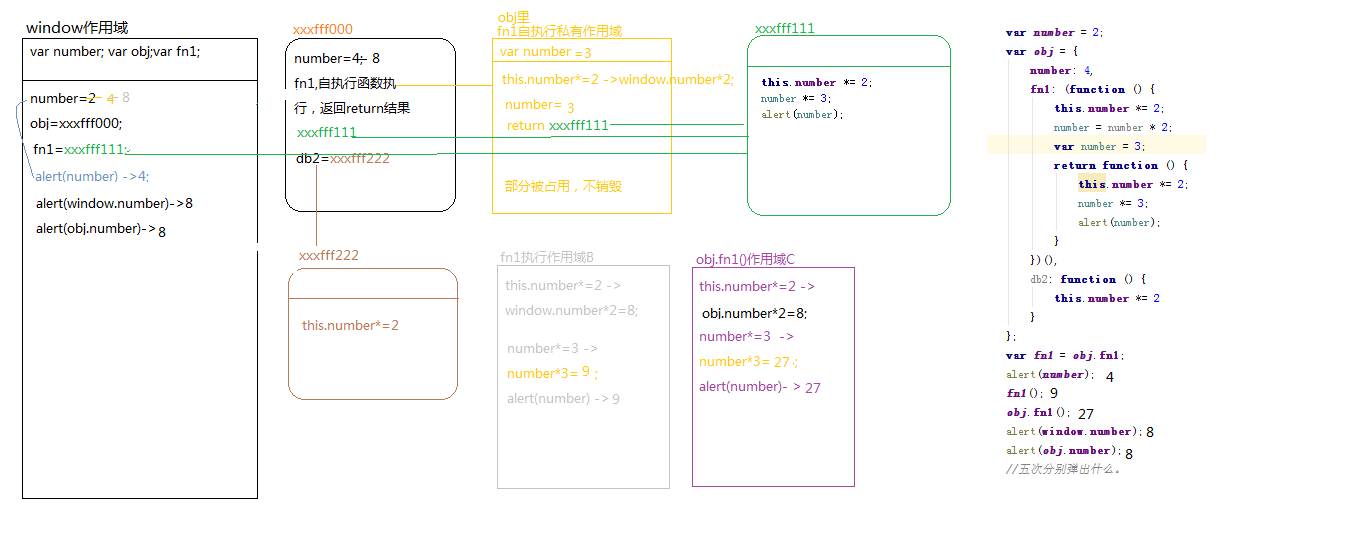 window作用域
var number; var obj;var fn1;
number=2 4 8
obj=xxxfff000;
fn1=xxxfff111;
alert(number) ->4;
alert(window.number)->8
alert(obj.number)->8
xxxfff000
number=4; 8
fn1,自执行函数执
行，返回return结果
xxxfff111
db2=xxxfff222
obj里
fn1自执行私有作用域
var number =3
this.number*=2 ->window.number*2;
number= 3
return xxxfff111
部分被占用，不销毁
xxxfff111
this.number *= 2;
number *= 3;
alert(number);
xxxfff222
this.number*=2
fn1执行作用域B
this.number*=2 ->
window.number*2=8;
number*=3 ->
number*3= 9 ;
alert(number) -> 9
obj.fn1()作用域C
this.number*=2 ->
obj.number*2=8;
number*=3 ->
number*3= 27 ;
alert(number)- > 27
var number = 2;
var obj = {
number: 4,
fn1: (function () {
this.number *= 2;
number = number * 2;
var number = 3;
return function () {
this.number *= 2;
number *= 3;
alert(number);
}
})(),
db2: function () {
this.number *= 2
}
};
var fn1 = obj.fn1;
alert(number); 4
fn1(); 9
obj.fn1(); 27
alert(window.number); 8
alert(obj.number); 8
//五次分别弹出什么。